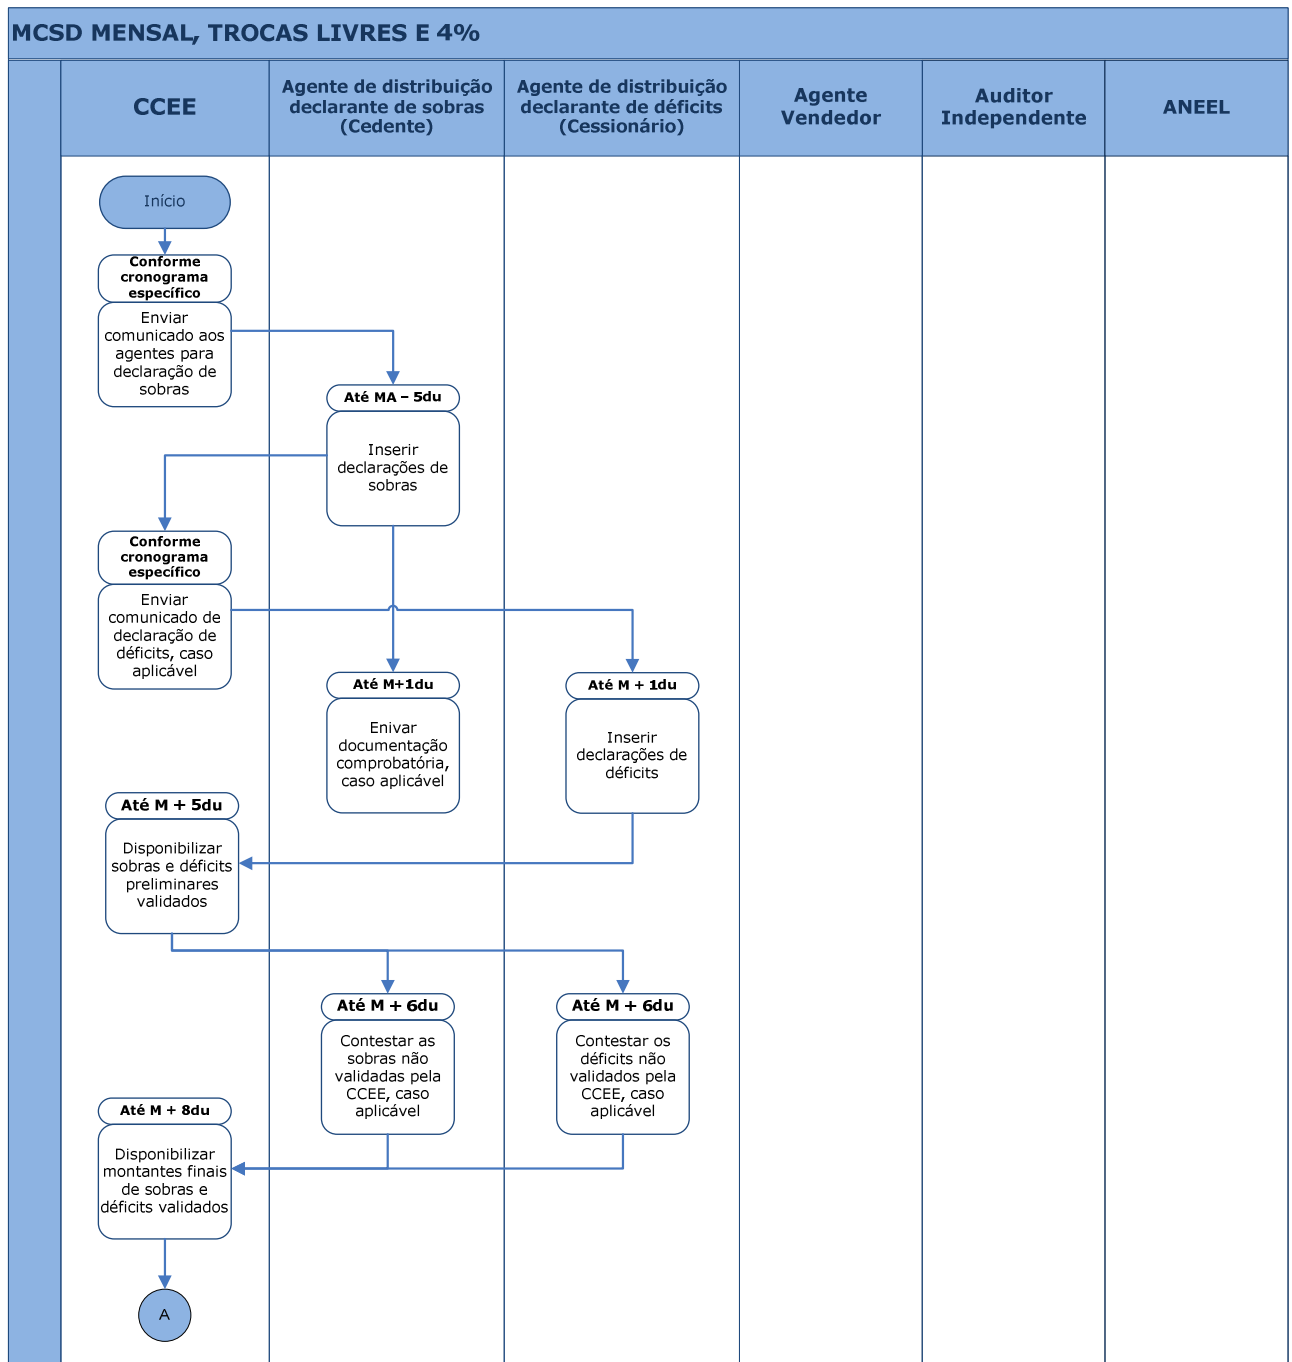 MCSD MENSAL, TROCAS LIVRES E 4%
CCEE
Agente de distribuição
declarante de sobras
(Cedente)
Agente de distribuição
declarante de déficits
(Cessionário)
Agente
Vendedor
Auditor
Independente
ANEEL
Início
Conforme
cronograma
específico
Enviar
comunicado aos
agentes para
declaração de
sobras
Até MA – 5du
Inserir
declarações de
sobras
Conforme
cronograma
específico
Enviar
comunicado de
declaração de
déficits, caso
aplicável
Até M+1du
Enivar
documentação
comprobatória,
caso aplicável
Até M + 1du
Inserir
declarações de
déficits
Até M + 5du
Disponibilizar
sobras e déficits
preliminares
validados
Até M + 6du
Contestar as
sobras não
validadas pela
CCEE, caso
aplicável
Até M + 6du
Contestar os
déficits não
validados pela
CCEE, caso
aplicável
Até M + 8du
Disponibilizar
montantes finais
de sobras e
déficits validados
A